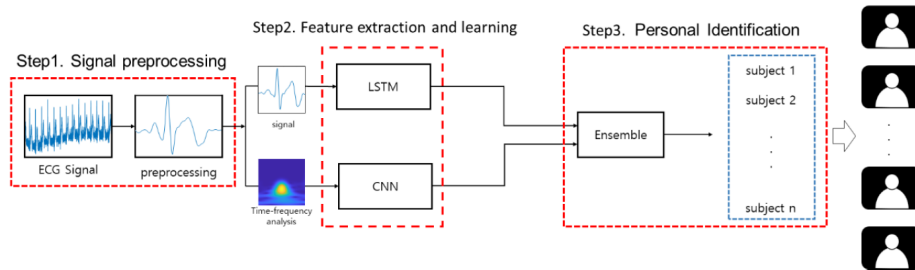 Step1. Signal preprocessing
ECG Signal
preprocessing
Step2. Feature extraction and learning
signal
LSTM
Time-frequency
analysis
CNN
Step3. Personal Identification
Ensemble
subject 1
subject 2
subject n